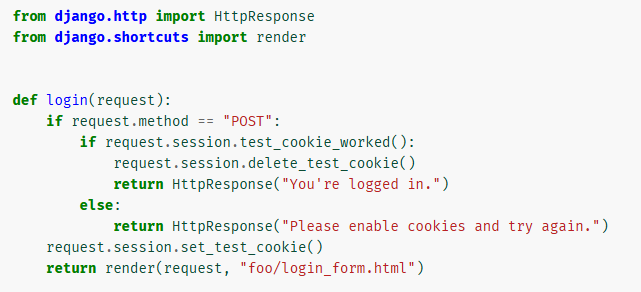 from django.http import HttpResponse
from django.shortcuts import render
def login(request):
    if request.method == "POST":
        if request.session.test_cookie_worked():
            request.session.delete_test_cookie()
            return HttpResponse("You're logged in.")
        else:
            return HttpResponse("Please enable cookies and try again.")
    request.session.set_test_cookie()
    return render(request, "foo/login_form.html")